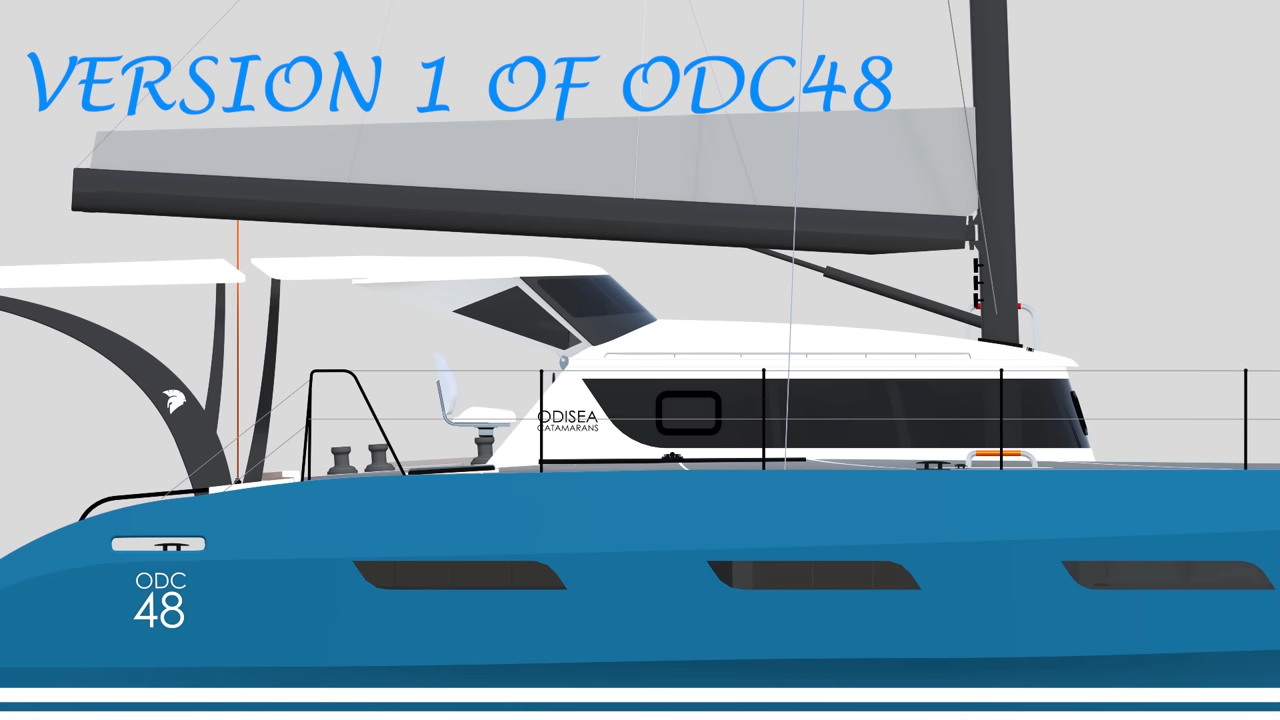 VERSION 1 OF ODC48
ODISEA
CATAMARANS
ODC
48